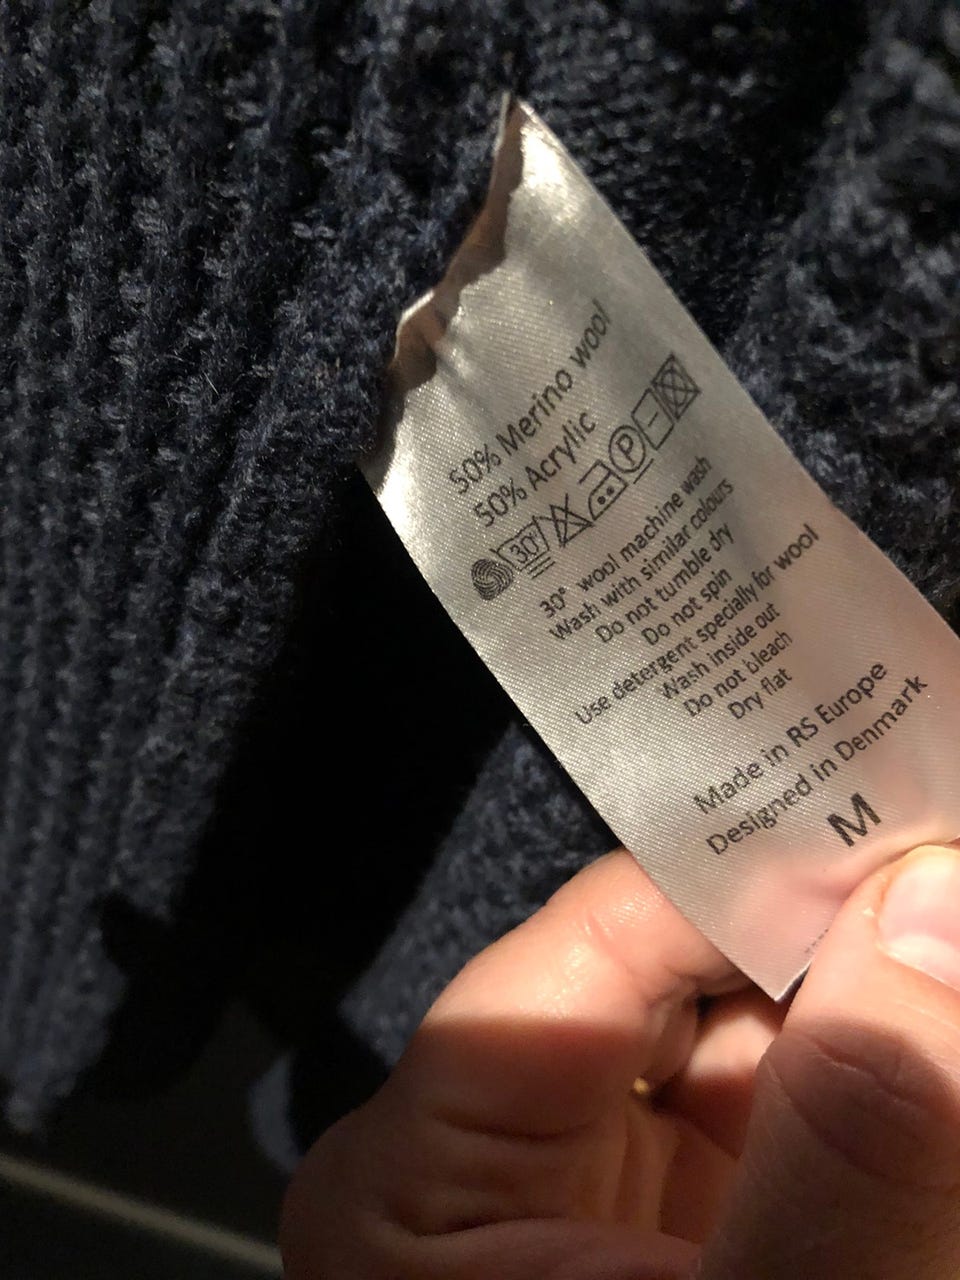 50% Merino wool
50% Acrylic
30° P
30° wool machine wash
Wash with similar colours
Do not tumble dry
Do not spin
Use detergent specially for wool
Wash inside out
Do not bleach
Dry flat
Made in RS Europe
Designed in Denmark
M